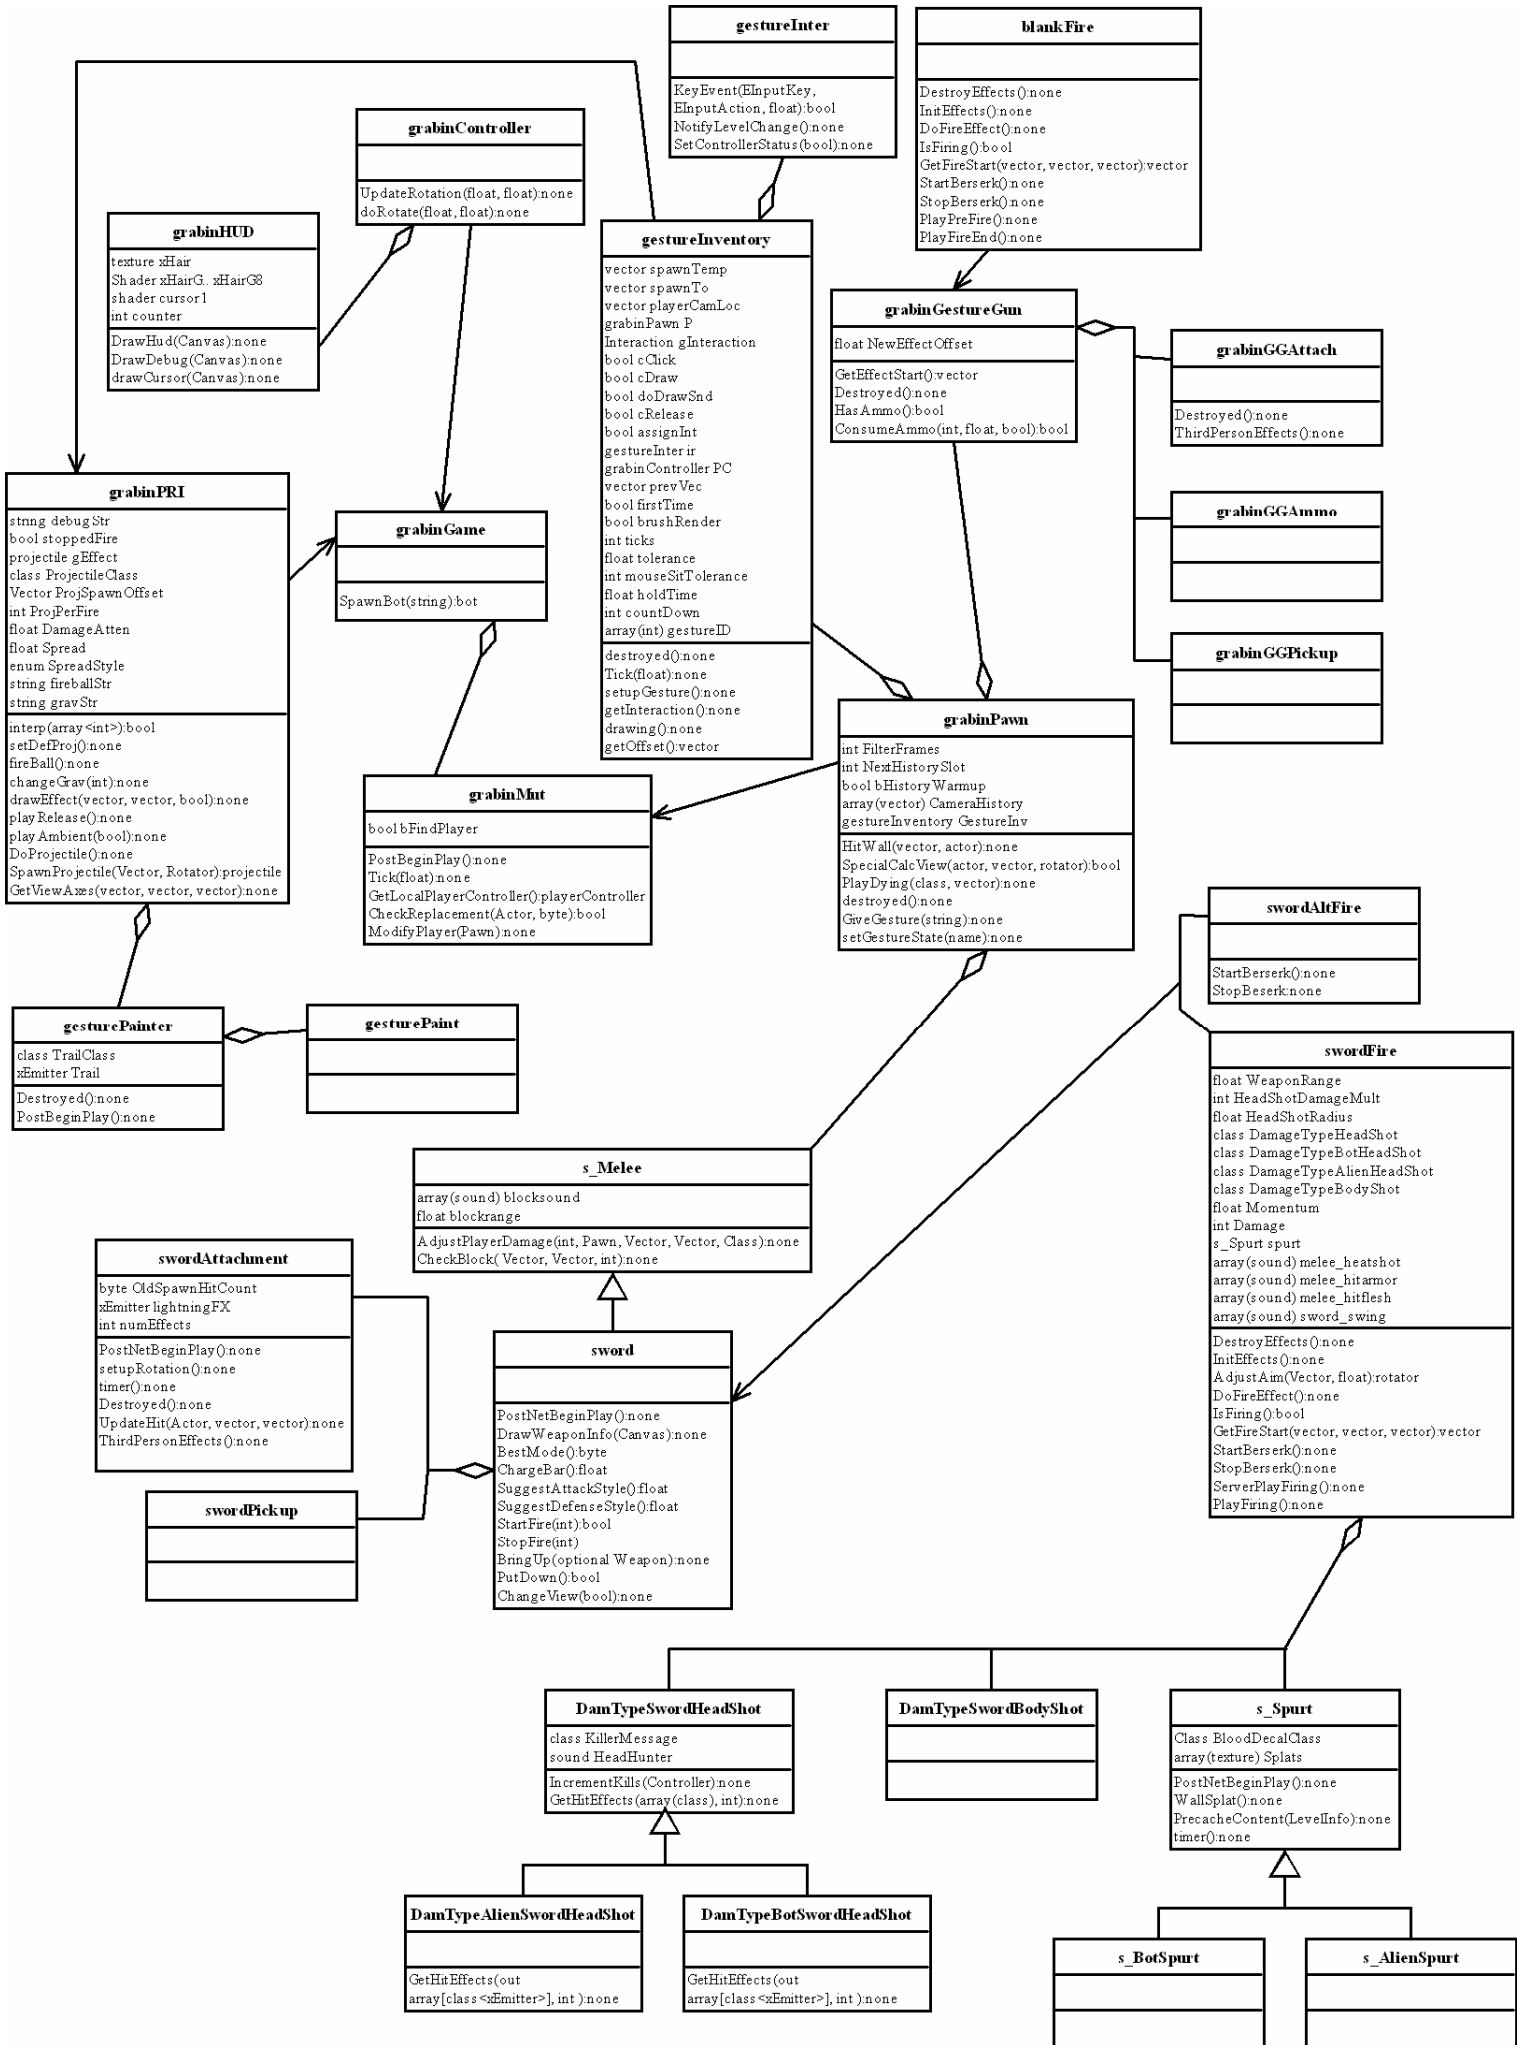 gestureInter
KeyEvent(EInputKey,
EInputAction, float):bool
NotifyLevelChange():none
SetControllerStatus(bool):none
blankFire
DestroyEffects():none
InitEffects():none
DoFireEffect():none
IsFiring():bool
GetFireStart(vector, vector, vector):vector
StartBerserk():none
StopBerserk():none
PlayPreFire():none
PlayFireEnd():none
grabinController
UpdateRotation(float, float):none
doRotate(float, float):none
grabinHUD
texture xHair
Shader xHairG.. xHairG8
shader cursor1
int counter
DrawHud(Canvas):none
DrawDebug(Canvas):none
drawCursor(Canvas):none
gestureInventory
vector spawnTemp
vector spawnTo
vector playerCamLoc
grabinPawn P
Interaction gInteraction
bool cClick
bool cDraw
bool doDrawSnd
bool cRelease
bool assignInt
gestureInter ir
grabinController PC
vector prevVec
bool firstTime
bool brushRender
int ticks
float tolerance
int mouseSitTolerance
float holdTime
int countDown
array(int) gestureID
destroyed():none
Tick(float):none
setupGesture():none
getInteraction():none
drawing():none
getOffset():vector
grabinGestureGun
float NewEffectOffset
GetEffectStart():vector
Destroyed():none
HasAmmo():bool
ConsumeAmmo(int, float, bool):bool
grabinGGAttach
Destroyed():none
ThirdPersonEffects():none
grabinGGAmmo
grabinGGPickup
grabinPRI
string debugStr
bool stoppedFire
projectile gEffect
class ProjectileClass
Vector ProjSpawnOffset
int ProjPerFire
float DamageAtten
float Spread
enum SpreadStyle
string fireballStr
string gravStr
interp(array<int>):bool
setDefProj():none
fireBall():none
changeGrav(int):none
drawEffect(vector, vector, bool):none
playRelease():none
playAmbient(bool):none
DoProjectile():none
SpawnProjectile(Vector, Rotator):projectile
GetViewAxes(vector, vector, vector):none
grabinGame
SpawnBot(string):bot
grabinMut
bool bFindPlayer
PostBeginPlay():none
Tick(float):none
GetLocalPlayerController():playerController
CheckReplacement(Actor, byte):bool
ModifyPlayer(Pawn):none
grabinPawn
int FilterFrames
int NextHistorySlot
bool bHistoryWarmup
array(vector) CameraHistory
gestureInventory GestureInv
HitWall(vector, actor):none
SpecialCalcView(actor, vector, rotator):bool
PlayDying(class, vector):none
destroyed():none
GiveGesture(string):none
setGestureState(name):none
swordAltFire
StartBerserk():none
StopBeserk:none
gesturePainter
class TrailClass
xEmitter Trail
Destroyed():none
PostBeginPlay():none
gesturePaint
swordFire
float WeaponRange
int HeadShotDamageMult
float HeadShotRadius
class DamageTypeHeadShot
class DamageTypeBotHeadShot
class DamageTypeAlienHeadShot
class DamageTypeBodyShot
float Momentum
int Damage
s_Spurt spurt
array(sound) melee_heatshot
array(sound) melee_hitarmor
array(sound) melee_hitflesh
array(sound) sword_swing
DestroyEffects():none
InitEffects():none
AdjustAim(Vector, float):rotator
DoFireEffect():none
IsFiring():bool
GetFireStart(vector, vector, vector):vector
StartBerserk():none
StopBerserk():none
ServerPlayFiring():none
PlayFiring():none
s_Melee
array(sound) blocksound
float blockrange
AdjustPlayerDamage(int, Pawn, Vector, Vector, Class):none
CheckBlock( Vector, Vector, int):none
swordAttachment
byte OldSpawnHitCount
xEmitter lightningFX
int numEffects
PostNetBeginPlay():none
setupRotation():none
timer():none
Destroyed():none
UpdateHit(Actor, vector, vector):none
ThirdPersonEffects():none
swordPickup
sword
PostNetBeginPlay():none
DrawWeaponInfo(Canvas):none
BestMode():byte
ChargeBar():float
SuggestAttackStyle():float
SuggestDefenseStyle():float
StartFire(int):bool
StopFire(int)
BringUp(optional Weapon):none
PutDown():bool
ChangeView(bool):none
DamTypeSwordHeadShot
class KillerMessage
sound HeadHunter
IncrementKills(Controller):none
GetHitEffects(array(class), int):none
DamTypeSwordBodyShot
s_Spurt
Class BloodDecalClass
array(texture) Splats
PostNetBeginPlay():none
WallSplat():none
PrecacheContent(LevelInfo):none
timer():none
DamTypeAlienSwordHeadShot
GetHitEffects(out
array[class<xEmitter>], int ):none
DamTypeBotSwordHeadShot
GetHitEffects(out
array[class<xEmitter>], int ):none
s_BotSpurt
s_AlienSpurt